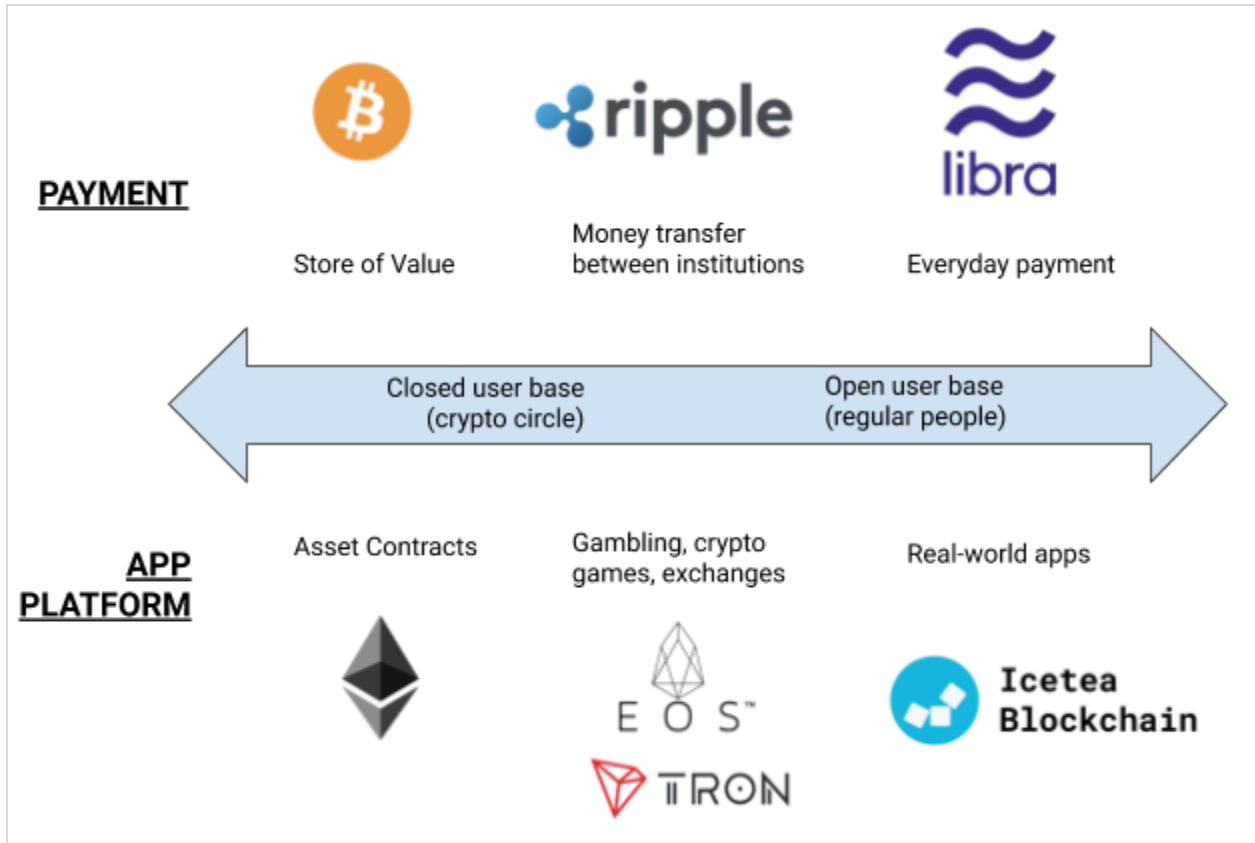 ripple
libra
PAYMENT
Store of Value
Money transfer
between institutions
Everyday payment
Closed user base
(crypto circle)
Open user base
(regular people)
APP
PLATFORM
Asset Contracts
Gambling, crypto
games, exchanges
Real-world apps
E O S™
TRON
Icetea
Blockchain